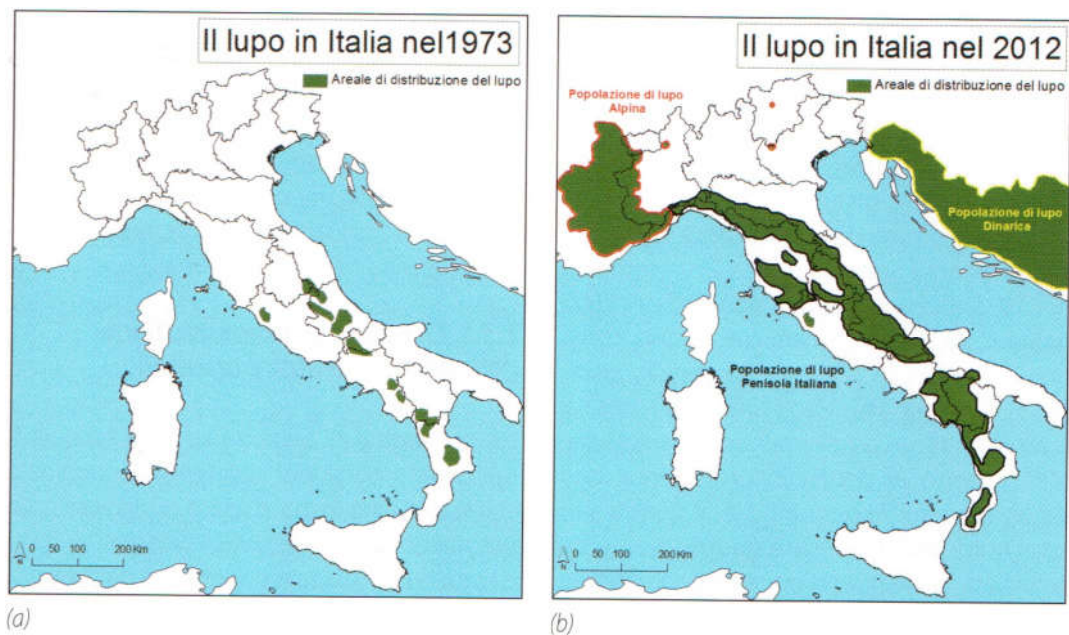 Il lupo in Italia nel1973
Areale di distribuzione del lupo
0 50 100 200 Km
N
(a)
Il lupo in Italia nel 2012
Areale di distribuzione del lupo
Popolazione di lupo
Alpina
Popolazione di lupo
Dinarica
Popolazione di lupo
Penisola Italiana
0 50 100 200 Km
N
(b)